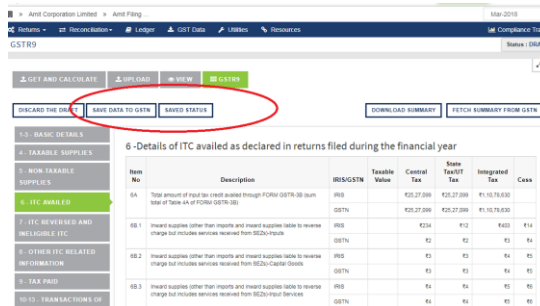 » Amit Corporation Limited » Amit Filing ...
Mar-2018
Returns Reconciliation Ledger GST Data Utilities Resources Compliance Tra
GSTR9
Status : DRA
GET AND CALCULATE UPLOAD VIEW GSTR9
DISCARD THE DRAFT SAVE DATA TO GSTN SAVED STATUS DOWNLOAD SUMMARY FETCH SUMMARY FROM GSTN
1-3 - BASIC DETAILS
4 - TAXABLE SUPPLIES
5 - NON-TAXABLE
SUPPLIES
6 - ITC AVAILED
7 - ITC REVERSED AND
INELIGIBLE ITC
8 - OTHER ITC RELATED
INFORMATION
9 - TAX PAID
10-13 - TRANSACTIONS OF
6 -Details of ITC availed as declared in returns filed during the financial year
Item No Description IRIS/GSTN Taxable Value Central Tax State Tax/UT Tax Integrated Tax Cess
6A Total amount of input tax credit availed through FORM GSTR-3B (sum IRIS ₹25,27,099 ₹25,27,099 ₹1,10,76,630
total of Table 4A of FORM GSTR-3B)
GSTN ₹25,27,099 ₹25,27,099 ₹1,10,76,630
6B.1 Inward supplies (other than imports and inward supplies liable to reverse IRIS ₹234 ₹12 ₹403 ₹14
charge but includes services received from SEZs)-Inputs
GSTN ₹2 ₹2 ₹3 ₹4
6B.2 Inward supplies (other than imports and inward supplies liable to reverse IRIS ₹3 ₹3 ₹4 ₹5
charge but includes services received from SEZs)-Capital Goods
GSTN ₹3 ₹3 ₹4 ₹5
6B.3 Inward supplies (other than imports and inward supplies liable to reverse IRIS ₹4 ₹4 ₹5 ₹6
charge but includes services received from SEZs)-Input Services
GSTN ₹4 ₹4 ₹5 ₹6